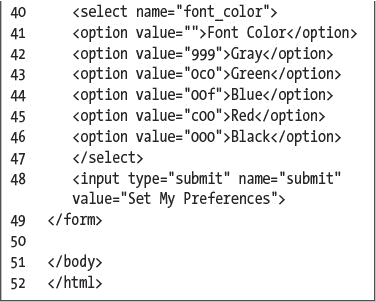 40 <select name="font_color">
41 <option value="">Font Color</option>
42 <option value="999">Gray</option>
43 <option value="0c0">Green</option>
44 <option value="00f">Blue</option>
45 <option value="c00">Red</option>
46 <option value="000">Black</option>
47 </select>
48 <input type="submit" name="submit"
value="Set My Preferences">
49 </form>
50
51 </body>
52 </html>